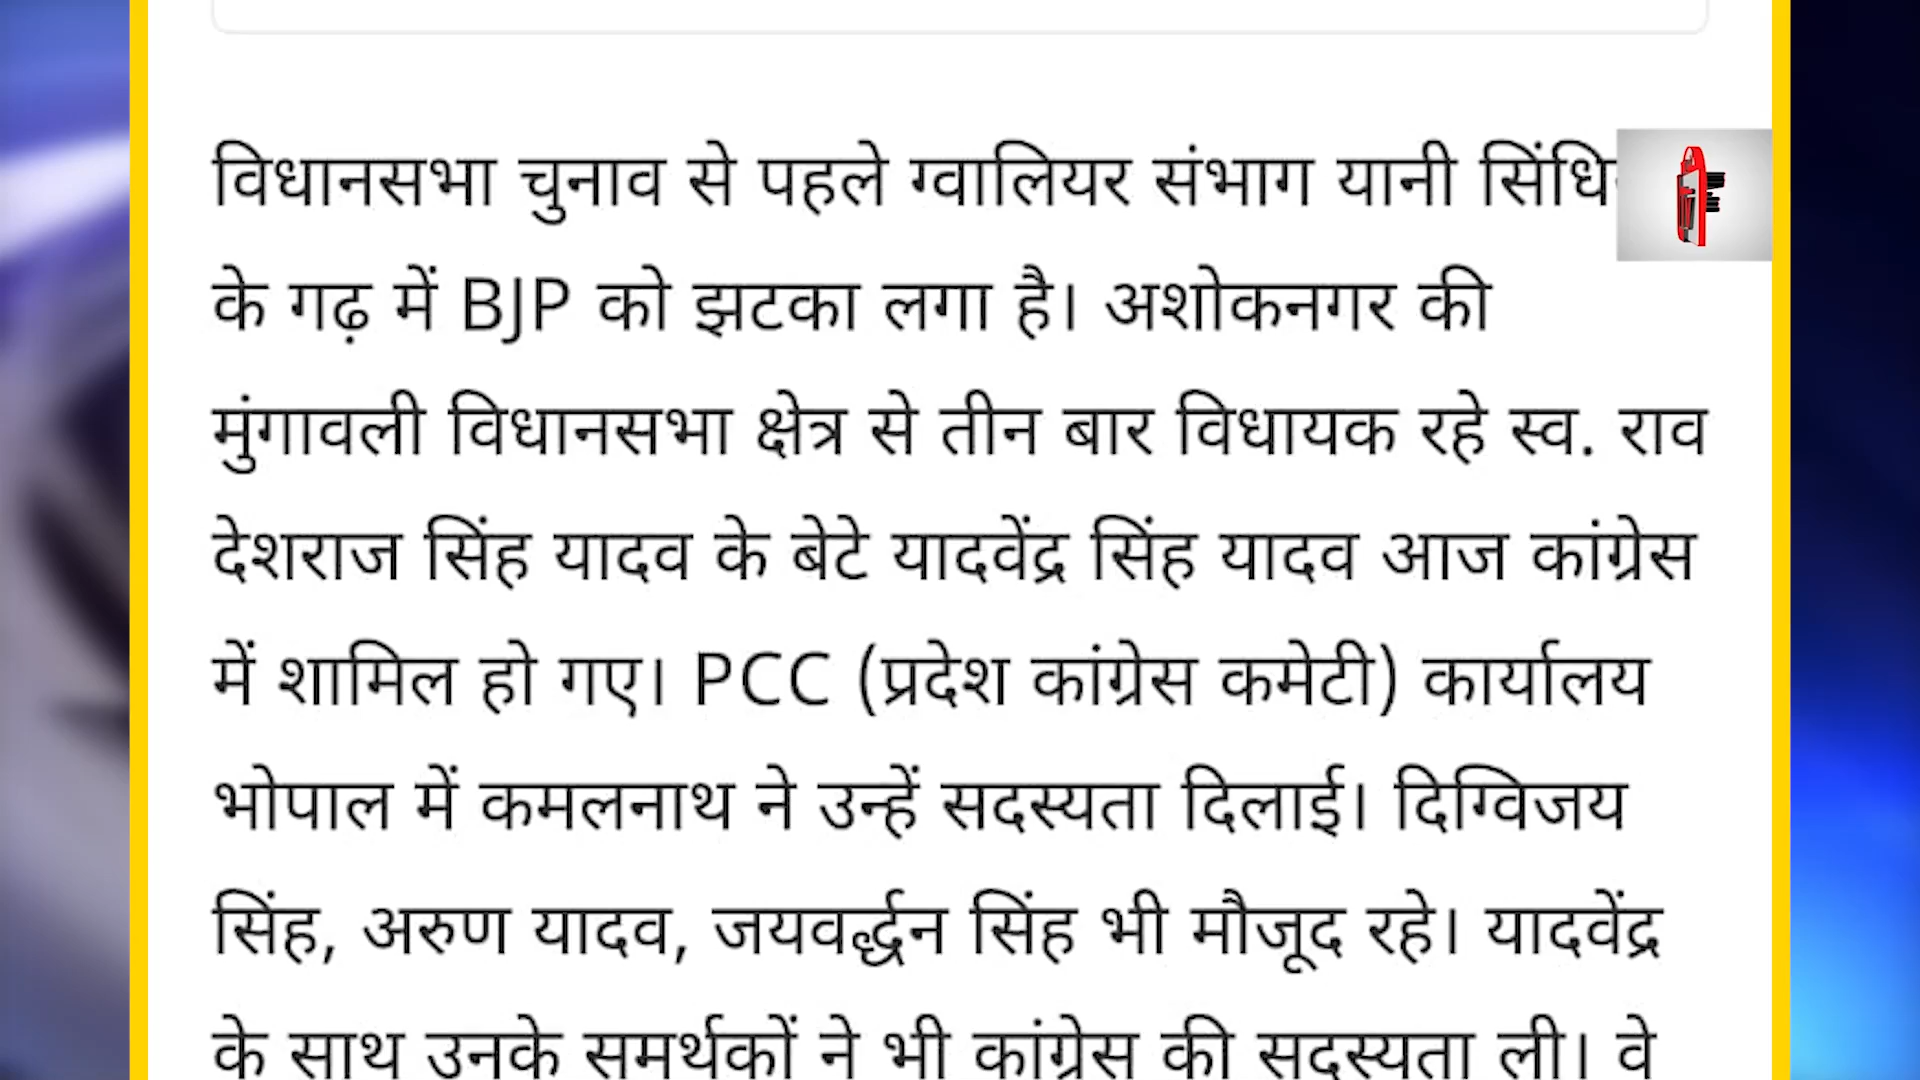 विधानसभा चुनाव से पहले ग्वालियर संभाग यानी
के गढ़ में BJP को झटका लगा है। अशोकनगर की
मुंगावली विधानसभा क्षेत्र से तीन बार विधायक रहे स्व. राव
देशराज सिंह यादव के बेटे यादवेंद्र सिंह यादव आज कांग्रेस
में शामिल हो गए। PCC (प्रदेश कांग्रेस कमेटी) कार्यालय
भोपाल में कमलनाथ ने उन्हें सदस्यता दिलाई। दिग्विजय
सिंह, अरुण यादव, जयवर्द्धन सिंह भी मौजूद रहे। यादवेंद्र
के साथ उनके समर्थकों ने भी कांग्रेस की सदस्यता ली। वे